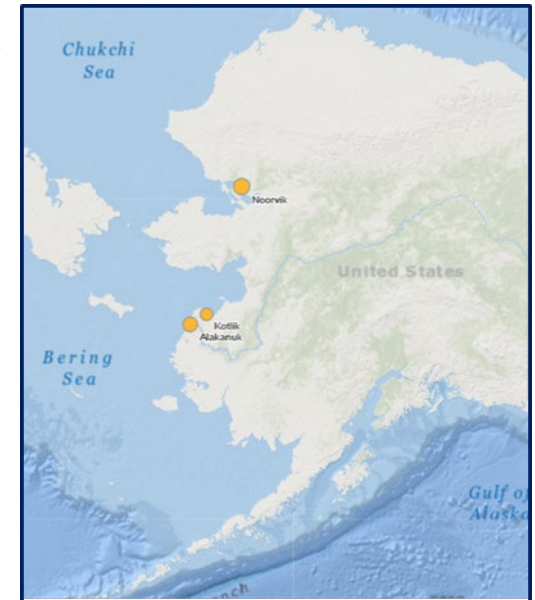 Chukchi
Sea
Noorvik
United States
Kotlik
Alakanuk
Bering
Sea
Gulf of
Alaska